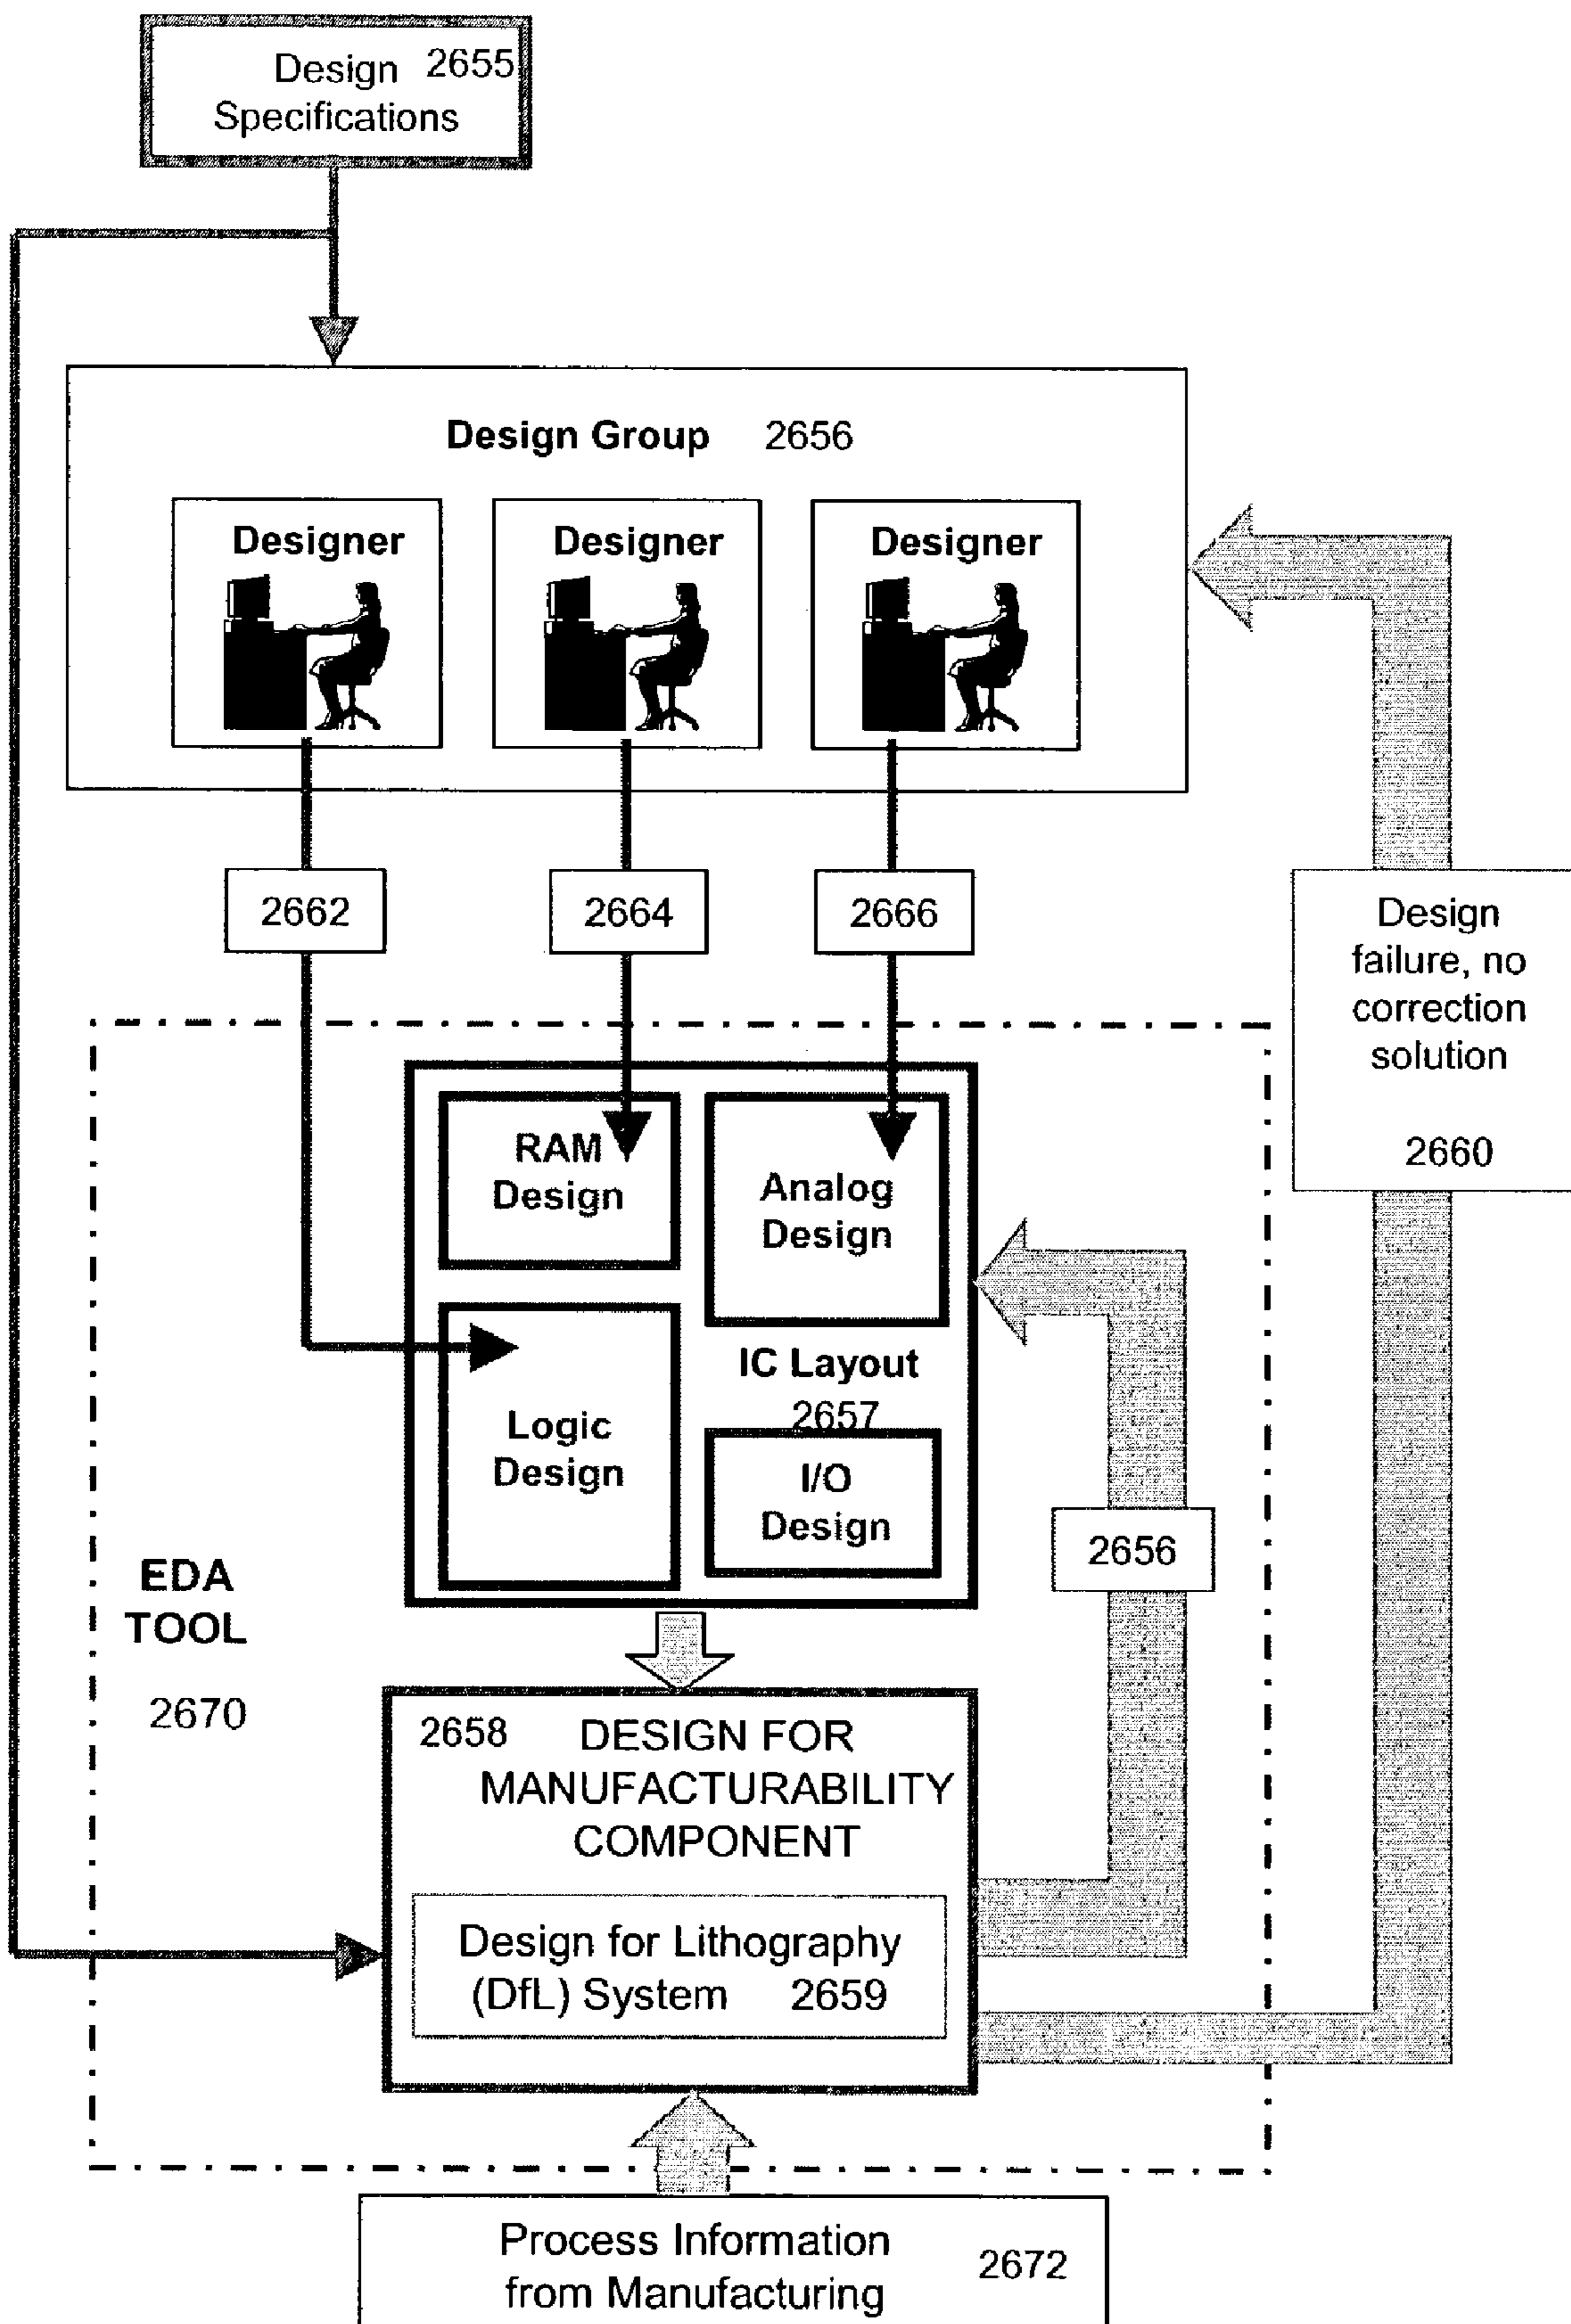 Design 2655
Specifications
Design Group 2656
Designer
Designer
Designer
2662
2664
2666
Design
failure, no
correction
solution
2660
RAM
Design
Analog
Design
IC Layout
2657
Logic
Design
I/O
Design
2656
EDA
TOOL
2670
2658 DESIGN FOR
MANUFACTURABILITY
COMPONENT
Design for Lithography
(DfL) System 2659
Process Information 2672
from Manufacturing